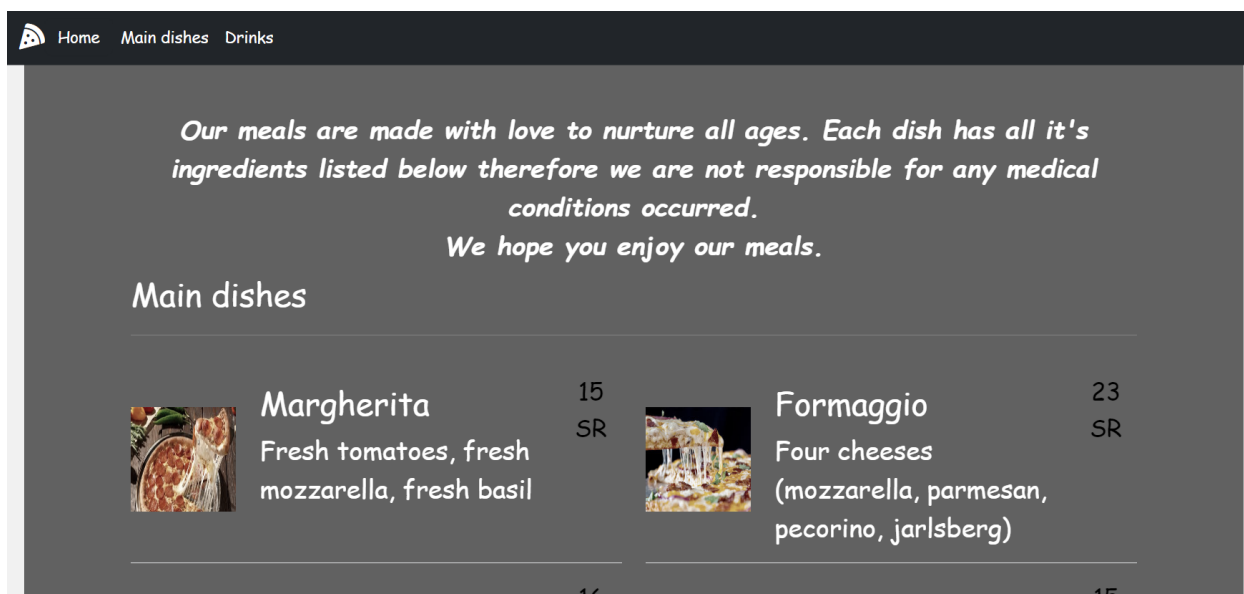 Home Main dishes Drinks
Our meals are made with love to nurture all ages. Each dish has all it's
ingredients listed below therefore we are not responsible for any medical
conditions occurred.
We hope you enjoy our meals.
Main dishes
Margherita
15
SR
Fresh tomatoes, fresh
mozzarella, fresh basil
Formaggio
23
SR
Four cheeses
(mozzarella, parmesan,
pecorino, jarlsberg)